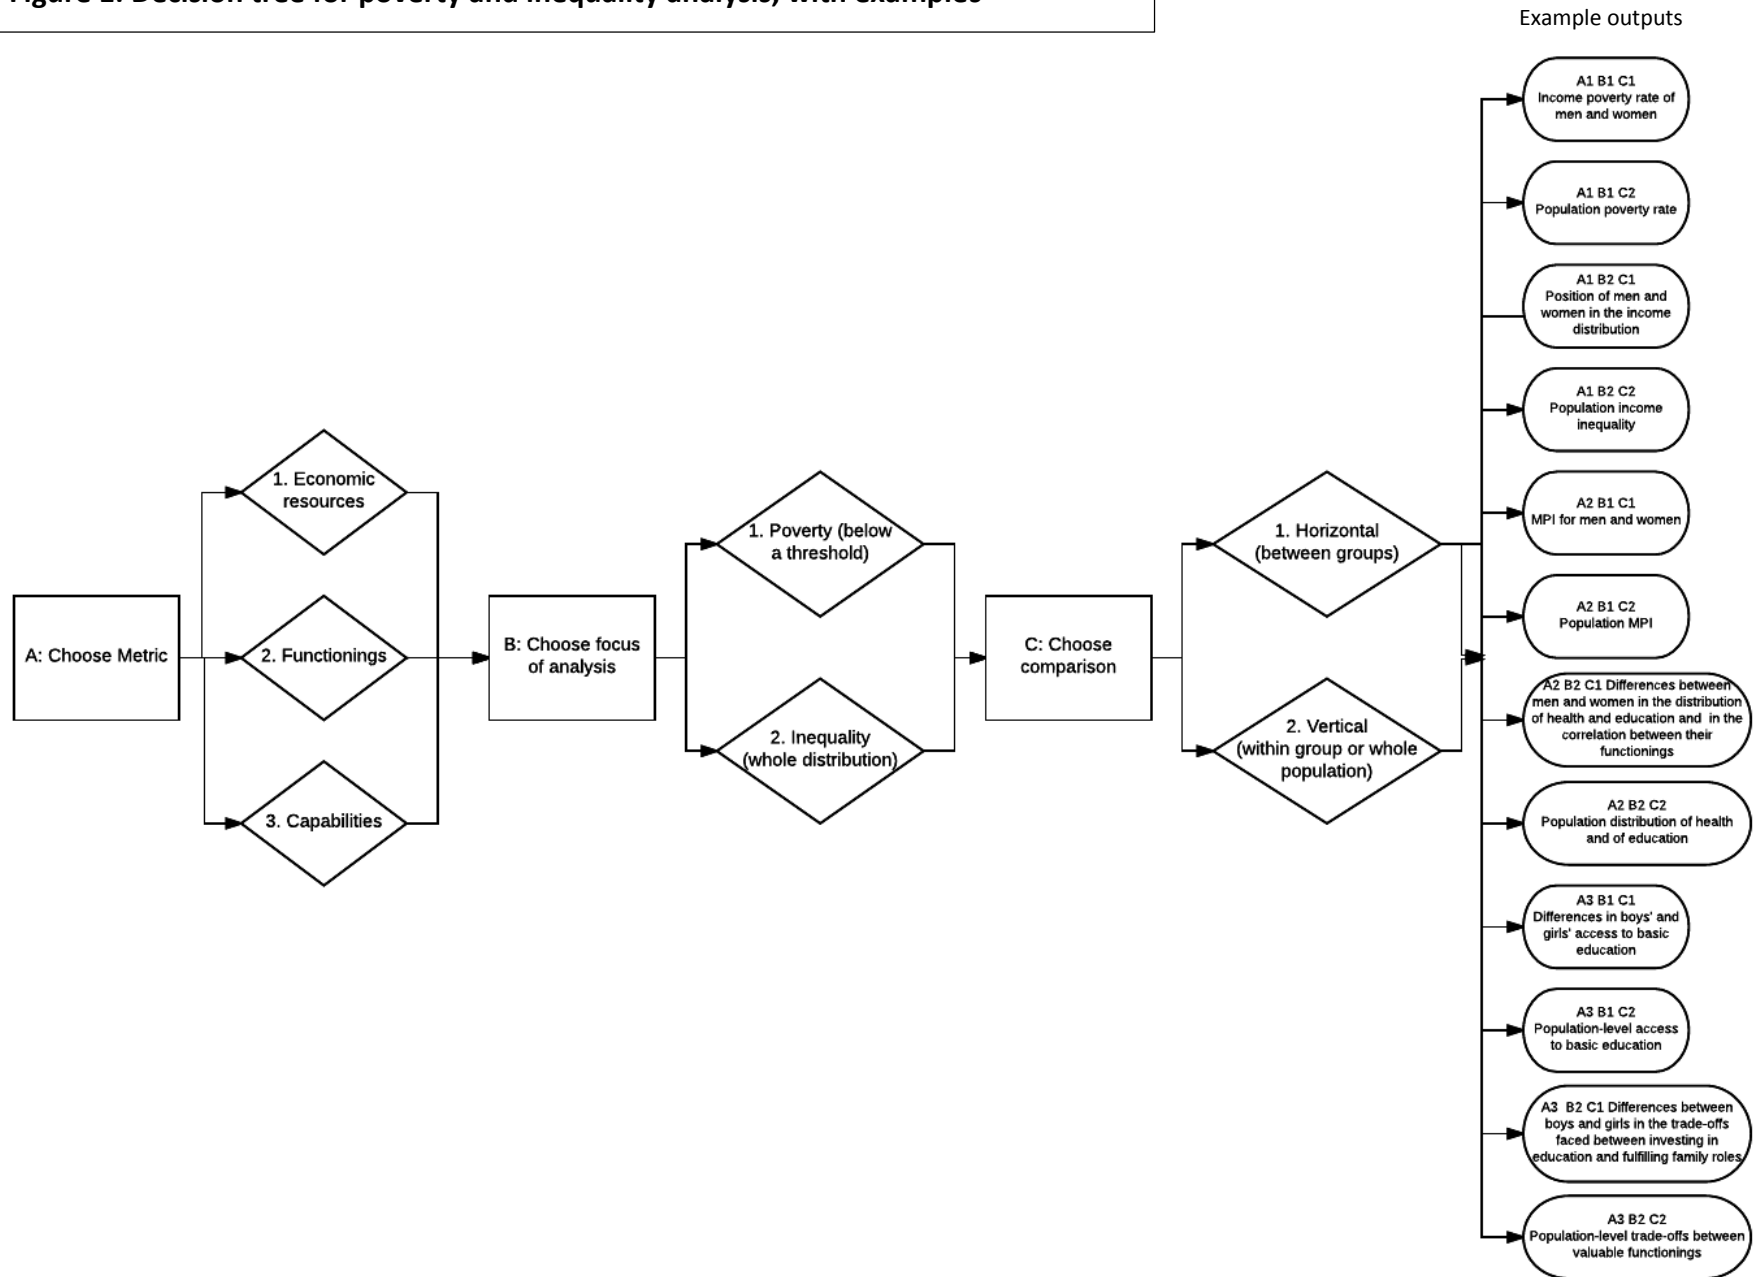 Figure 1: Decision tree for poverty and inequality analysis, with examples
Example outputs
A: Choose Metric
1. Economic
resources
2. Functionings
3. Capabilities
B: Choose focus
of analysis
1. Poverty (below
a threshold)
2. Inequality
(whole distribution)
C: Choose
comparison
1. Horizontal
(between groups)
2. Vertical
(within group or whole
population)
A1 B1 C1
Income poverty rate of
men and women
A1 B1 C2
Population poverty rate
A1 B2 C1
Position of men and
women in the income
distribution
A1 B2 C2
Population income
inequality
A2 B1 C1
MPI for men and women
A2 B1 C2
Population MPI
A2 B2 C1 Differences between
men and women in the distribution
of health and education and in the
correlation between their
functionings
A2 B2 C2
Population distribution of health
and of education
A3 B1 C1
Differences in boys' and
girls' access to basic
education
A3 B1 C2
Population-level access
to basic education
A3 B2 C1 Differences between
boys and girls in the trade-offs
faced between investing in
education and fulfilling family roles
A3 B2 C2
Population-level trade-offs between
valuable functionings